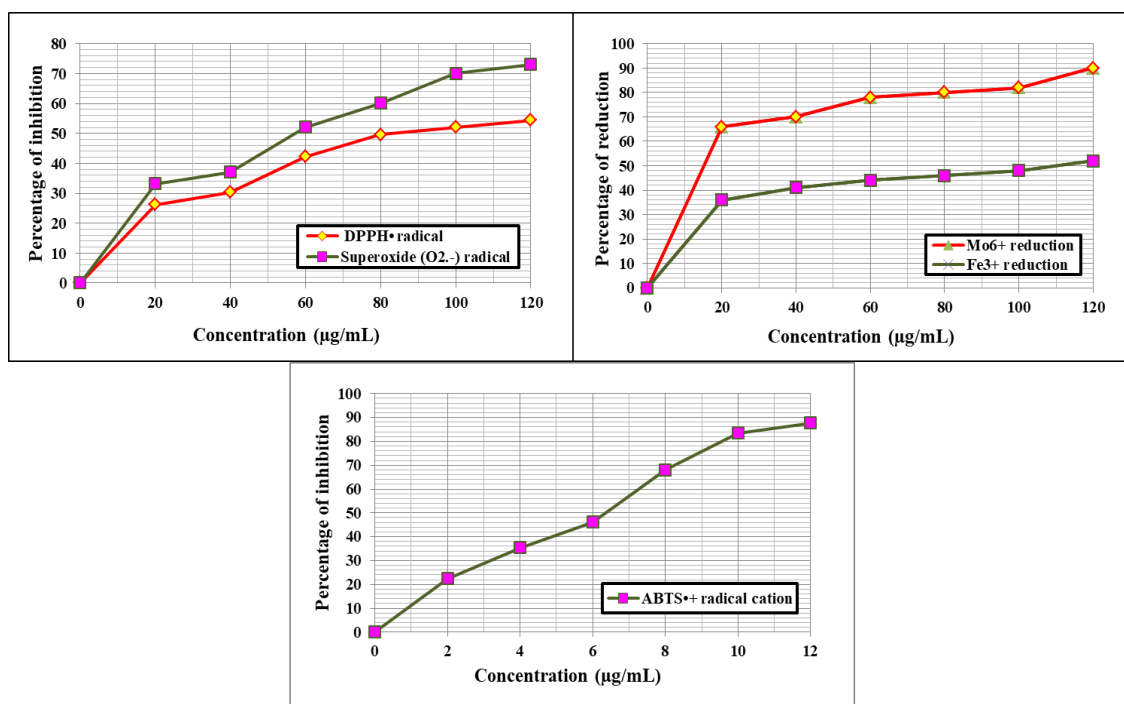 80
70
60
50
40
30
20
10
0
Percentage of inhibition
0 20 40 60 80 100 120
Concentration (µg/mL)
DPPH• radical
Superoxide (O2.-) radical
100
90
80
70
60
50
40
30
20
10
0
Percentage of reduction
0 20 40 60 80 100 120
Concentration (µg/mL)
Mo6+ reduction
Fe3+ reduction
100
90
80
70
60
50
40
30
20
10
0
Percentage of inhibition
0 2 4 6 8 10 12
Concentration (µg/mL)
ABTS•+ radical cation